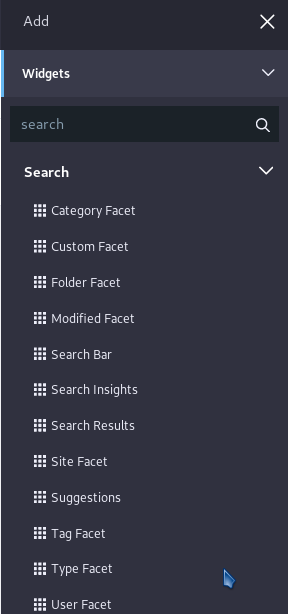 Add
Widgets
search
Search
Category Facet
Custom Facet
Folder Facet
Modified Facet
Search Bar
Search Insights
Search Results
Site Facet
Suggestions
Tag Facet
Type Facet
User Facet